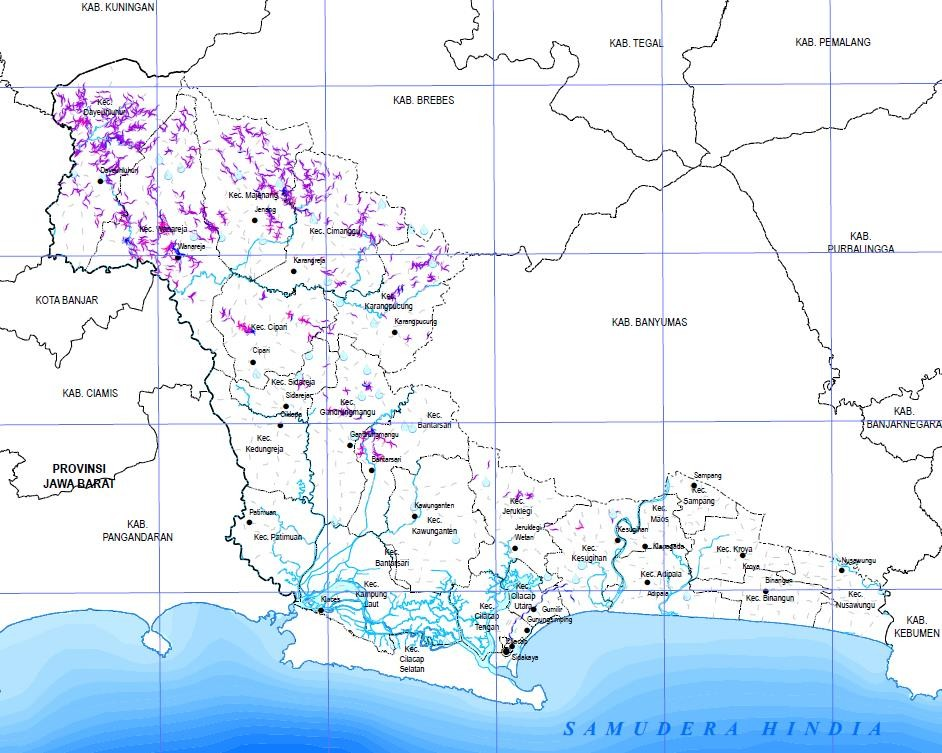 KAB. KUNINGAN
KAB. TEGAL
KAB. PEMALANG
KAB. BREBES
Kec.
Dayeuhluhur
Dayeuhluhur
Kec. Majenang
Jenang
Kec. Wanareja
Wanareja
Kec. Cimanggu
KAB.
PURBALINGGA
Karangreja
KOTA BANJAR
Kec.
Karangpucung
Karangpucung
KAB. BANYUMAS
Kec. Cipari
Cipari
KAB. CIAMIS
Kec. Sidareja
Sidareja
Kec.
Gandrungmangu
Kec.
Bantarsari
KAB.
BANJARNEGARA
Kec.
Kedungreja
Gandrungmangu
Bantarsari
PROVINSI
JAWA BARAT
Sampang
Kec.
Sampang
Kawunganten
Kec.
Kawunganten
Kec.
Jeruklegi
Jeruklegi
Wetan
Kec.
Maos
Patimuan
Kec. Patimuan
KAB.
PANGANDARAN
Kesugihan
Kec.
Kesugihan
Kec. Kroya
Kroya
Kec.
Bantarsari
Nusawungu
Kec. Adipala
Adipala
Binangun
Kec. Binangun
Kec.
Nusawungu
Kec.
Kampung
Laut
Klaces
Kec.
Cilacap
Utara
Kec.
Cilacap
Tengah
Gumilir
Gunungsimping
Sidakaya
Kec.
Cilacap
Selatan
KAB.
KEBUMEN
SAMUDERA HINDIA